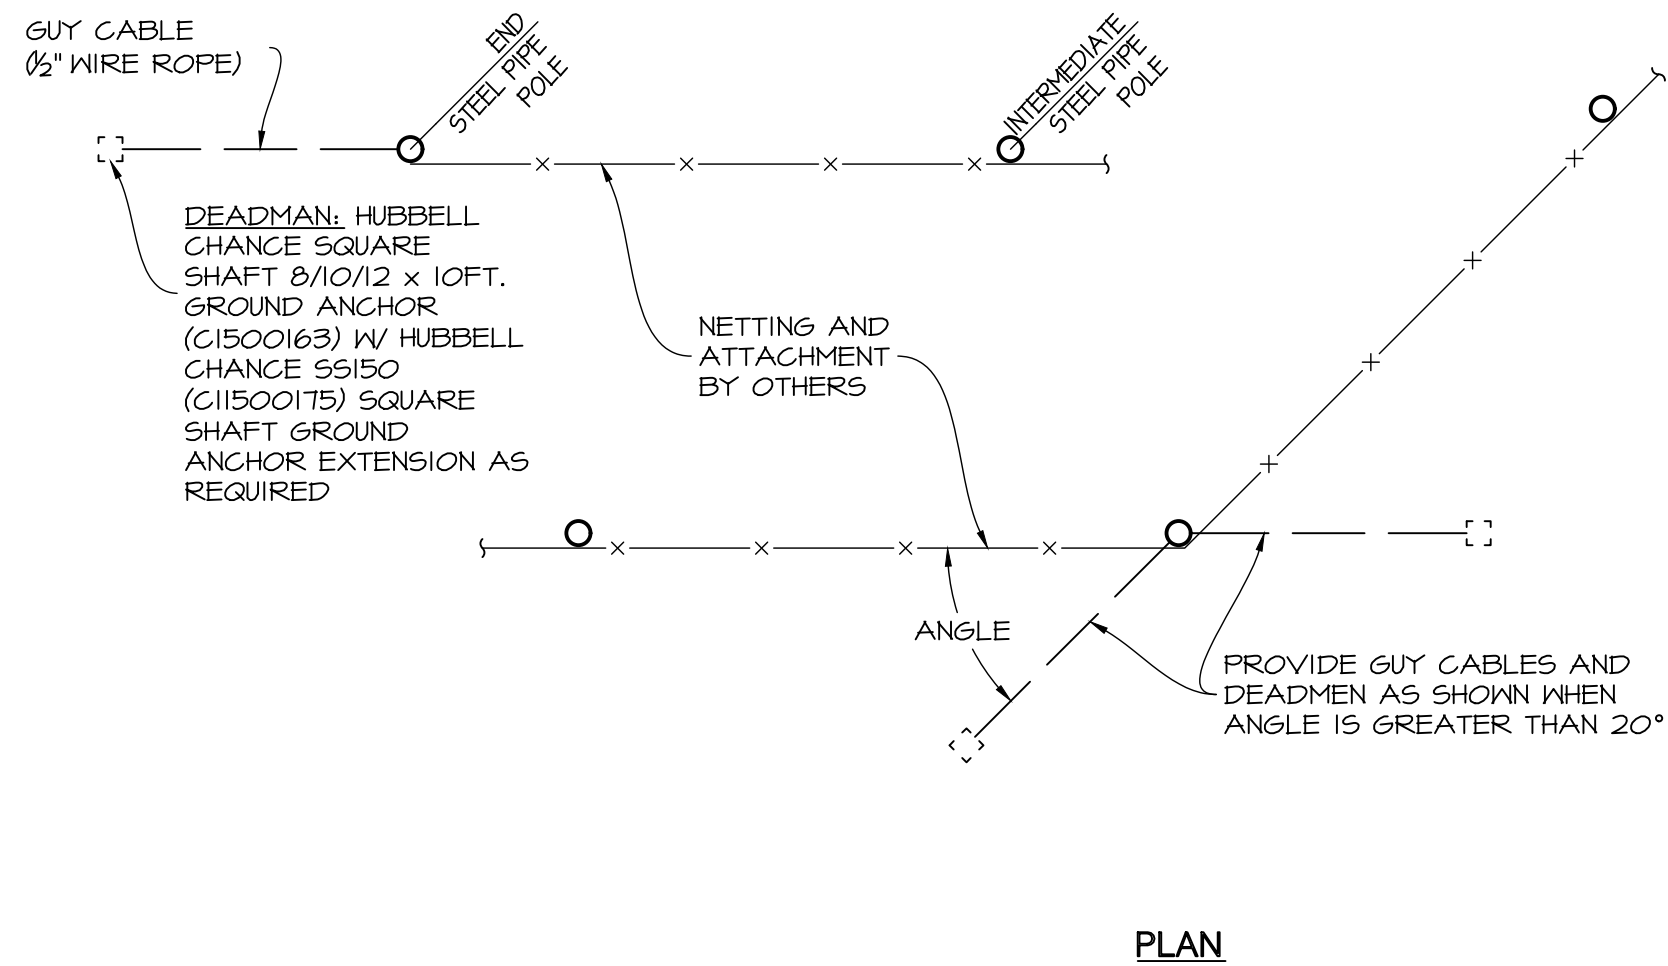 GUY CABLE
(½" WIRE ROPE)
END
STEEL PIPE
POLE
INTERMEDIATE
STEEL PIPE
POLE
DEADMAN: HUBBELL
CHANCE SQUARE
SHAFT 8/10/12 x 10FT.
GROUND ANCHOR
(C1500163) W/ HUBBELL
CHANCE SS150
(C11500175) SQUARE
SHAFT GROUND
ANCHOR EXTENSION AS
REQUIRED
NETTING AND
ATTACHMENT
BY OTHERS
ANGLE
PROVIDE GUY CABLES AND
DEADMEN AS SHOWN WHEN
ANGLE IS GREATER THAN 20°
PLAN